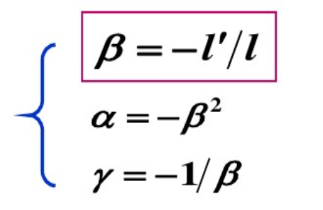 β = −l′/l
α = −β²
γ = −1/β